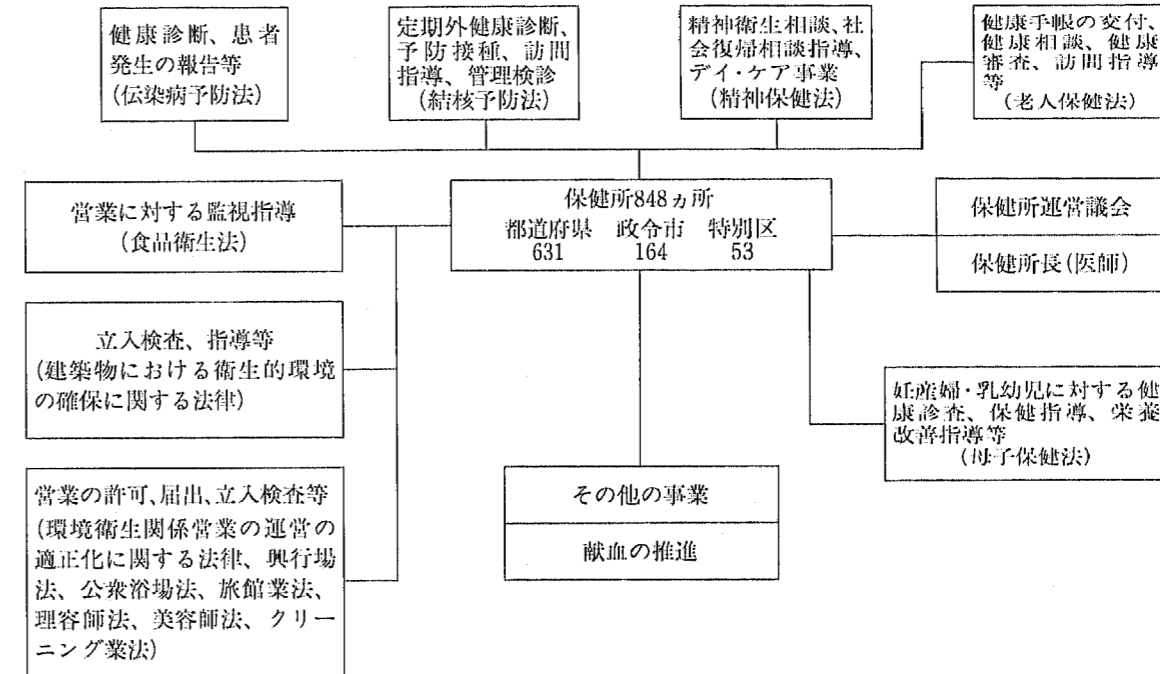 健康診断、患者
発生の報告等
(伝染病予防法)
定期外健康診断、
予防接種、訪問
指導、管理検診
(結核予防法)
精神衛生相談、社
会復帰相談指導、
デイ・ケア事業
(精神保健法)
健康手帳の交付、
健康相談、健康
審査、訪問指導
等
(老人保健法)
営業に対する監視指導
(食品衛生法)
保健所848ヵ所
都道府県 政令市 特別区
631 164 53
保健所運営議会
保健所長(医師)
立入検査、指導等
(建築物における衛生的環境
の確保に関する法律)
妊産婦・乳幼児に対する健
康診査、保健指導、栄養
改善指導等
(母子保健法)
営業の許可、届出、立入検査等
(環境衛生関係営業の運営の
適正化に関する法律、興行場
法、公衆浴場法、旅館業法、
理容師法、美容師法、クリー
ニング業法)
その他の事業
献血の推進